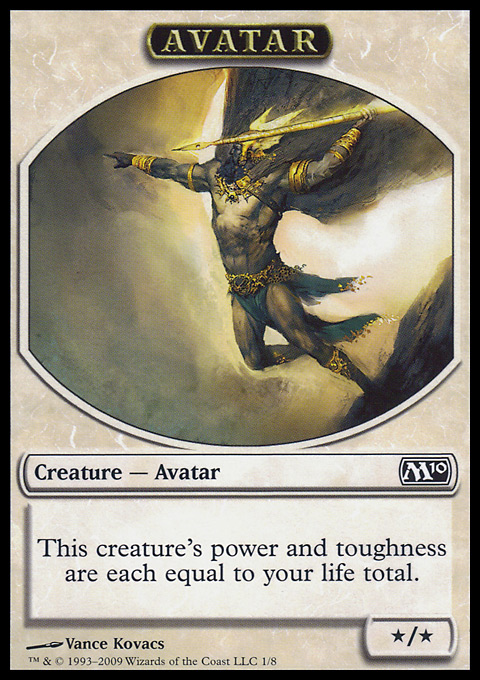 AVATAR
Creature — Avatar
M10
This creature's power and toughness
are each equal to your life total.
Vance Kovacs
★/★
™ & © 1993–2009 Wizards of the Coast LLC 1/8